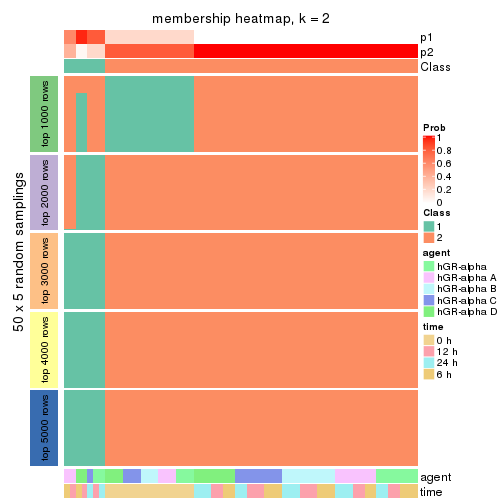 membership heatmap, k = 2
p1
p2
Class
50 x 5 random samplings
top 1000 rows
top 2000 rows
top 3000 rows
top 4000 rows
top 5000 rows
agent
time
Prob
1
0.8
0.6
0.4
0.2
0
Class
1
2
agent
hGR-alpha
hGR-alpha A
hGR-alpha B
hGR-alpha C
hGR-alpha D
time
0 h
12 h
24 h
6 h